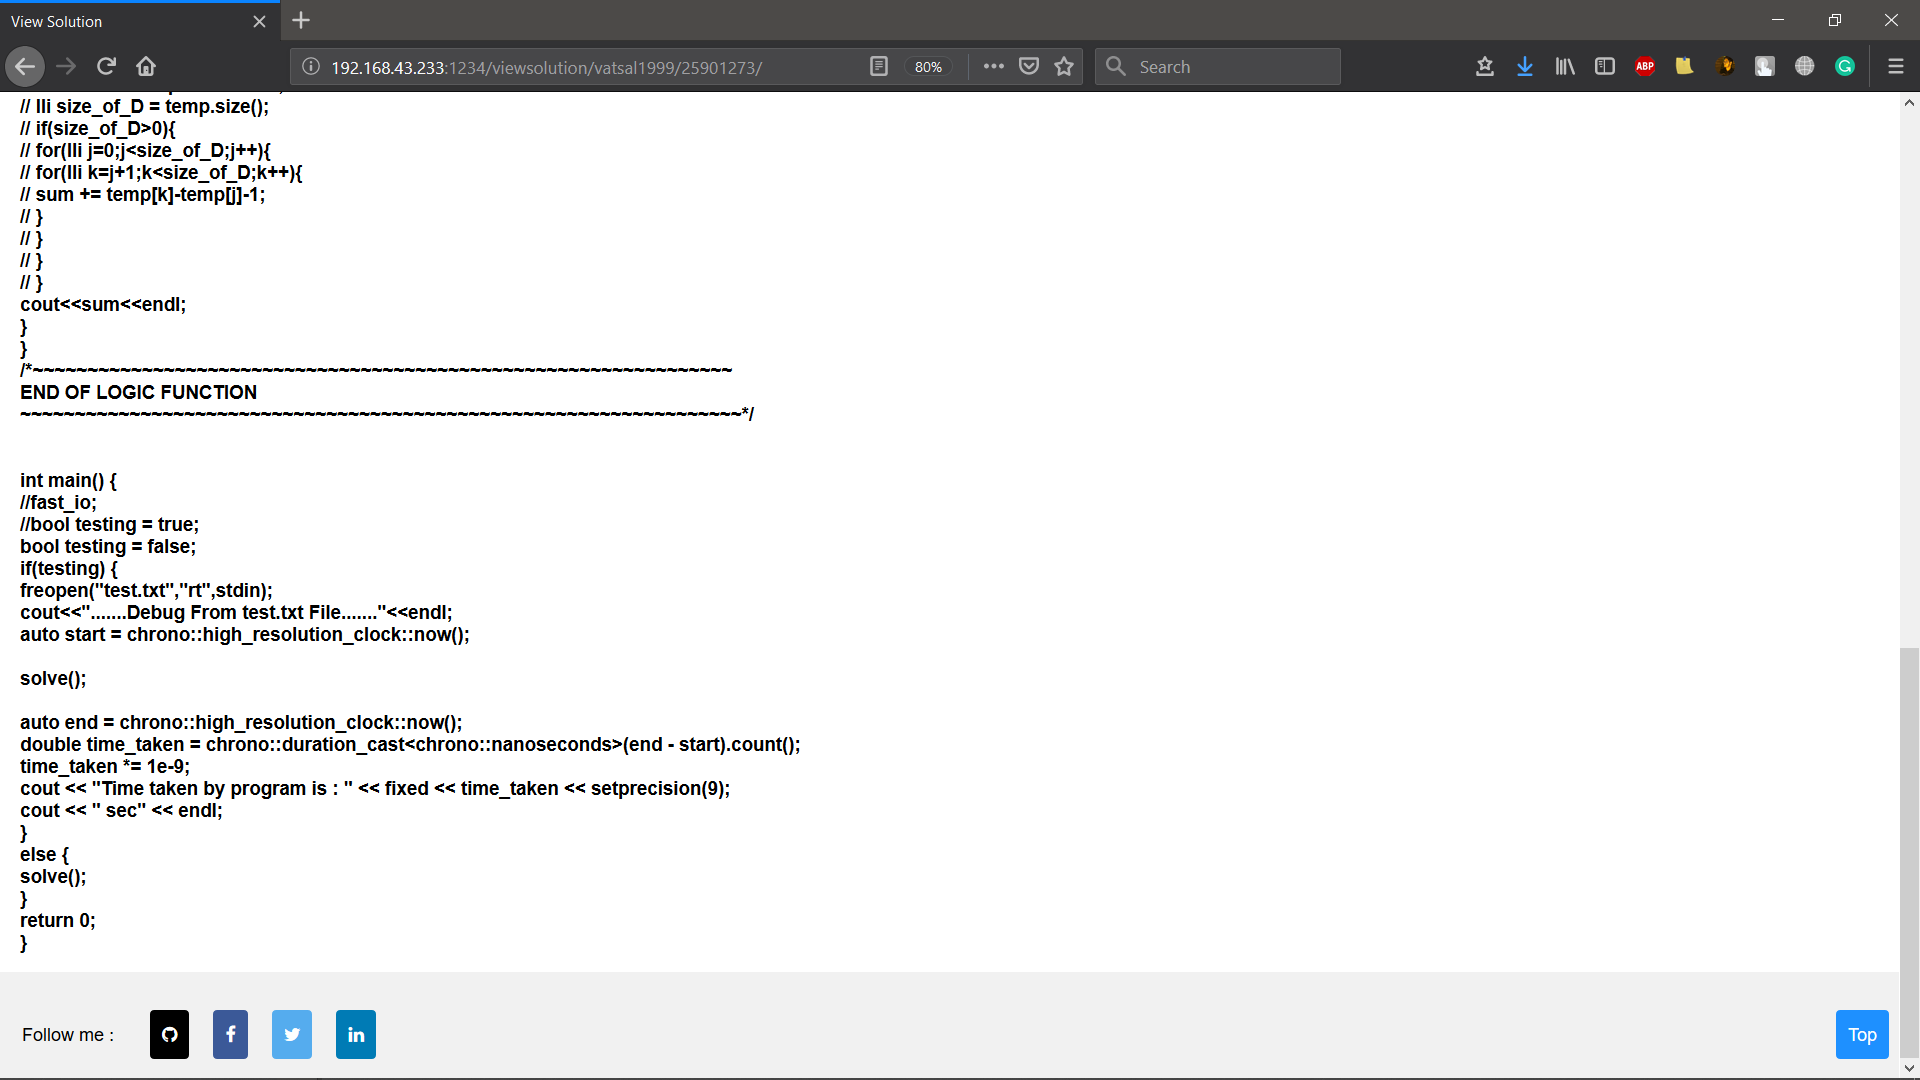 View Solution
192.168.43.233:1234/viewsolution/vatsal1999/25901273/
80%
Search
ABP
// lli size_of_D = temp.size();
// if(size_of_D>0){
// for(lli j=0;j<size_of_D;j++){
// for(lli k=j+1;k<size_of_D;k++){
// sum += temp[k]-temp[j]-1;
// }
// }
// }
// }
cout<<sum<<endl;
}
}
/*~~~~~~~~~~~~~~~~~~~~~~~~~~~~~~~~~~~~~~~~~~~~~~~~~~~~~~~~~~~~~~~~
END OF LOGIC FUNCTION
~~~~~~~~~~~~~~~~~~~~~~~~~~~~~~~~~~~~~~~~~~~~~~~~~~~~~~~~~~~~~~~~~~*/
int main() {
//fast_io;
//bool testing = true;
bool testing = false;
if(testing) {
freopen("test.txt","rt",stdin);
cout<<".......Debug From test.txt File......."<<endl;
auto start = chrono::high_resolution_clock::now();
solve();
auto end = chrono::high_resolution_clock::now();
double time_taken = chrono::duration_cast<chrono::nanoseconds>(end - start).count();
time_taken *= 1e-9;
cout << "Time taken by program is : " << fixed << time_taken << setprecision(9);
cout << " sec" << endl;
}
else {
solve();
}
return 0;
}
Follow me :
Top